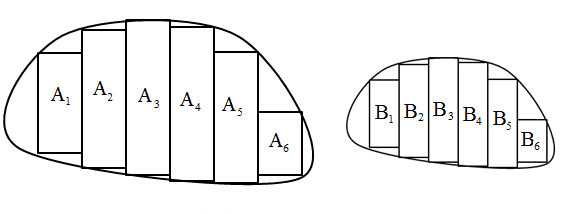 A₁ A₂ A₃ A₄ A₅ A₆
B₁ B₂ B₃ B₄ B₅ B₆